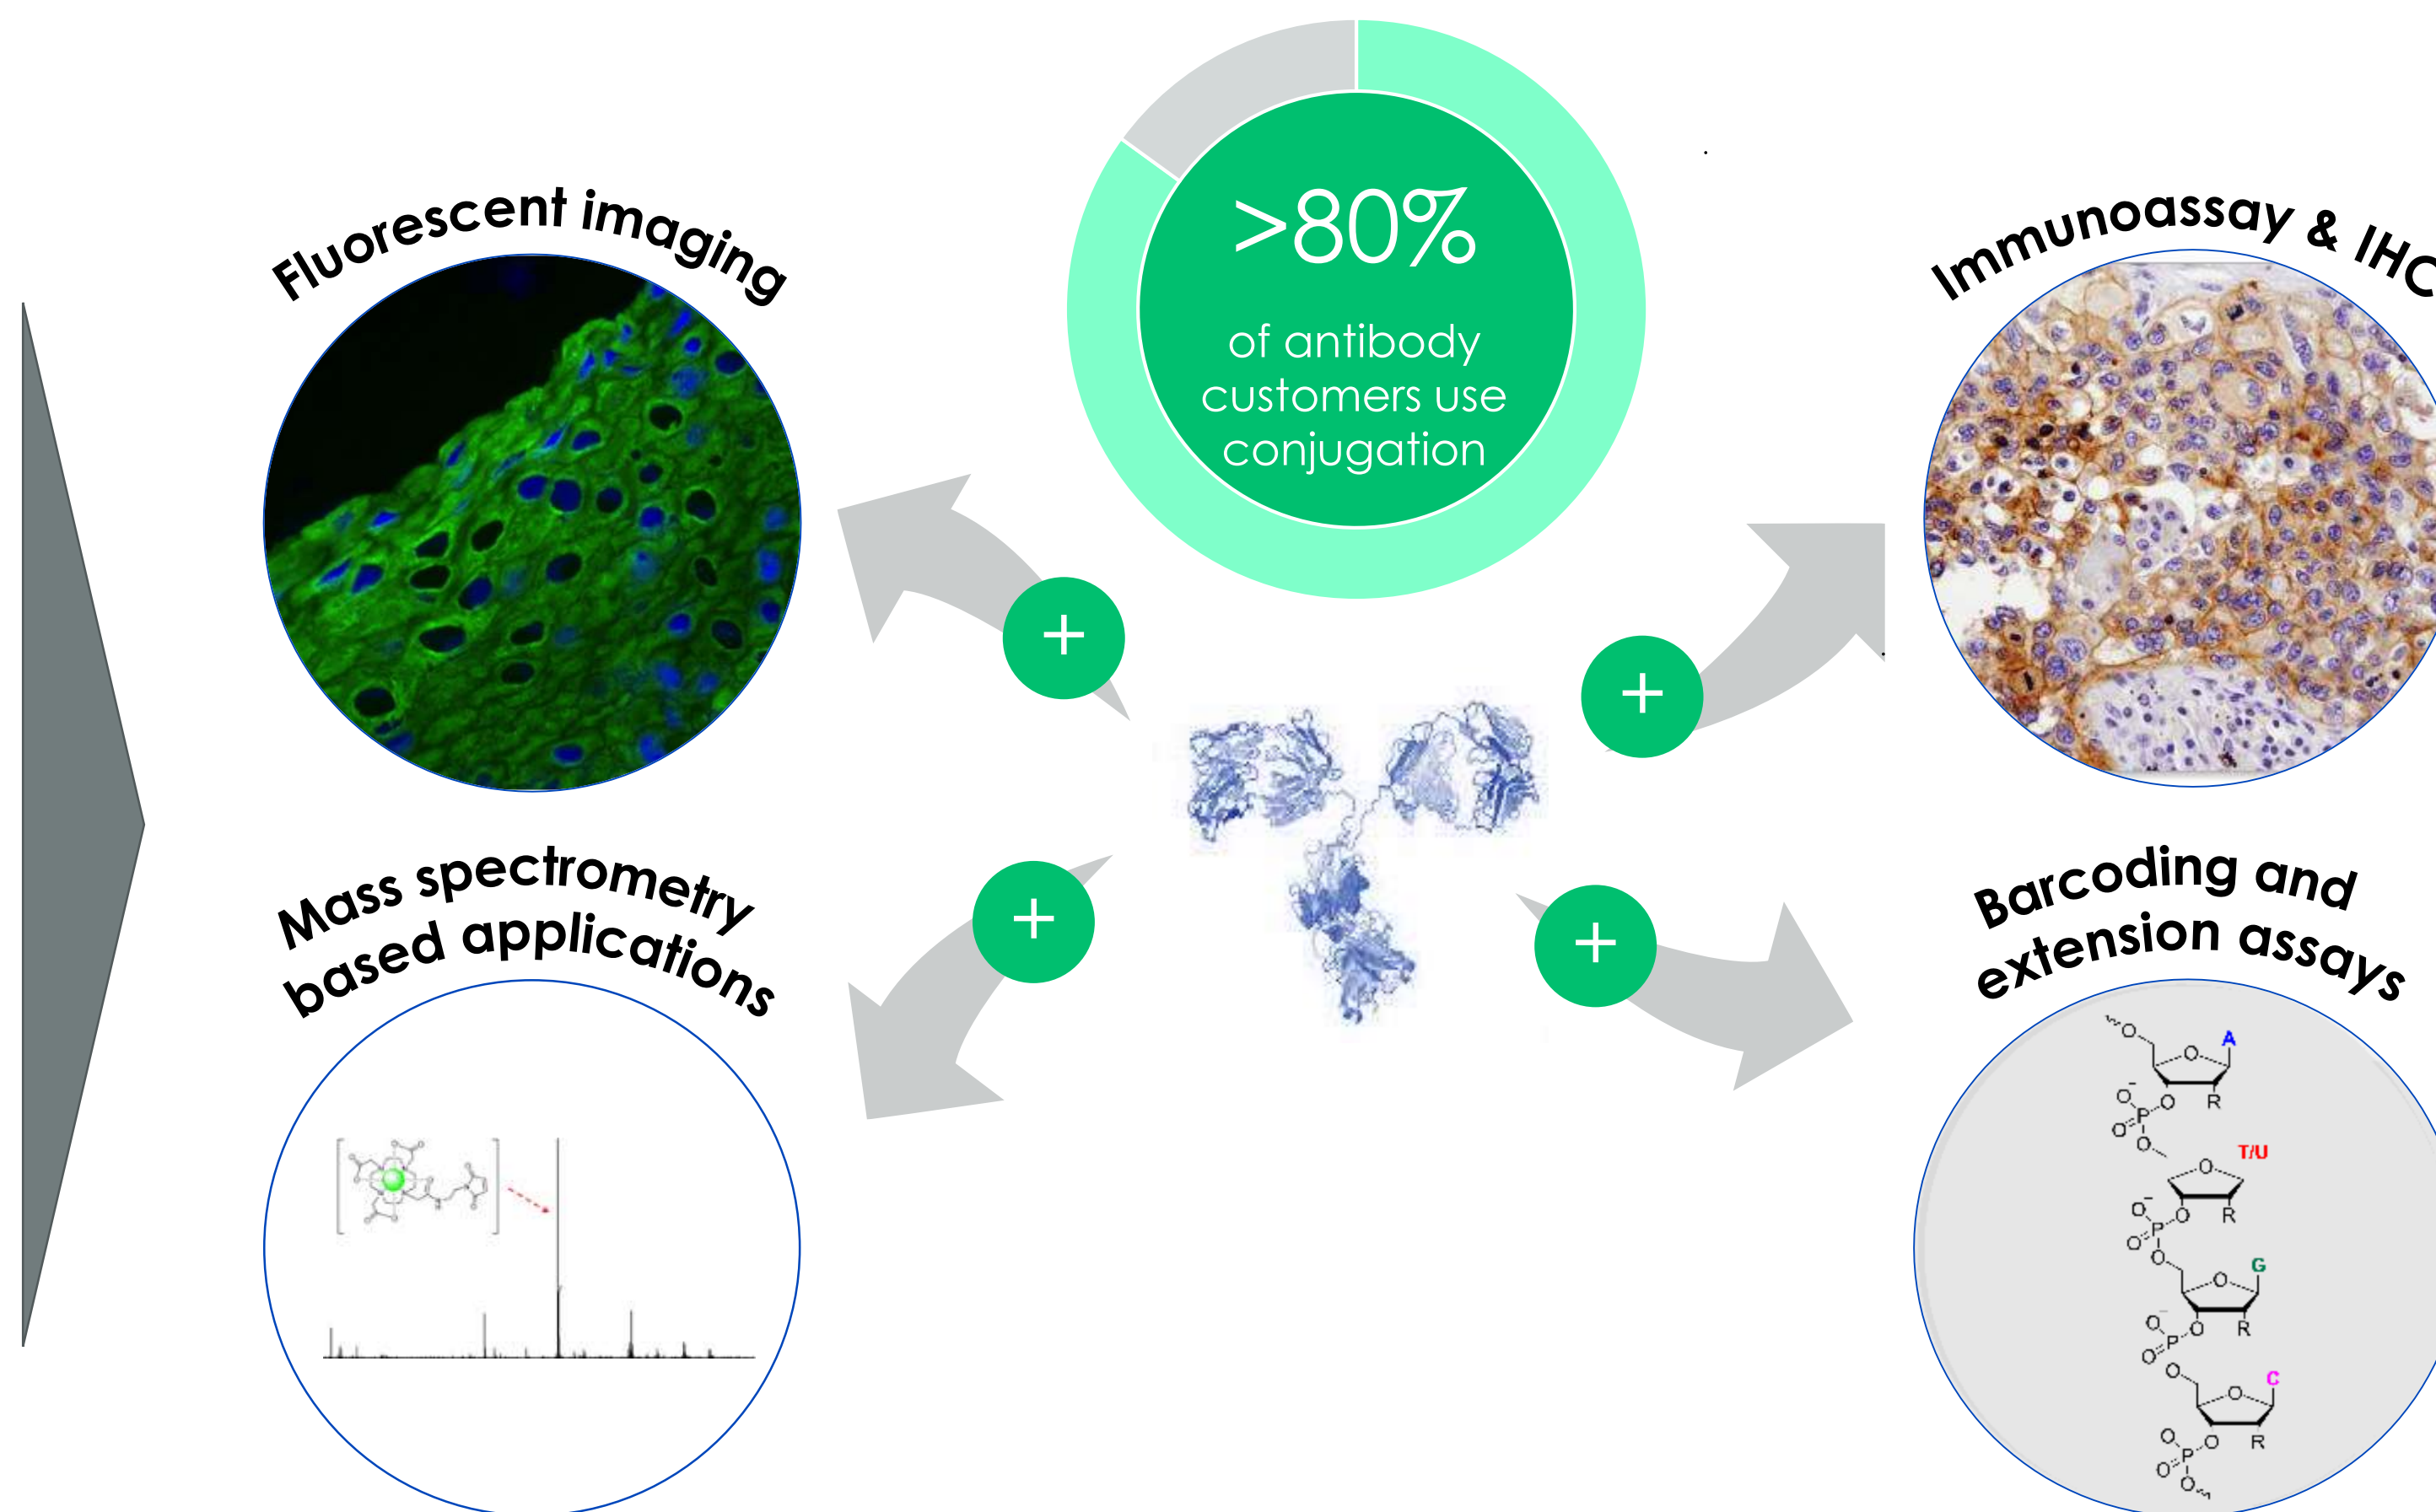 >80%
of antibody
customers use
conjugation
Fluorescent imaging
Immunoassay & IHC
+
+
+
+
Mass spectrometry
based applications
Barcoding and
extension assays
O
A
O
O⁻
P
O
R
O
O
T/U
O
O⁻
P
O
R
O
O
G
O
O⁻
P
O
R
O
O
C
O
O
P
O
R
O
O